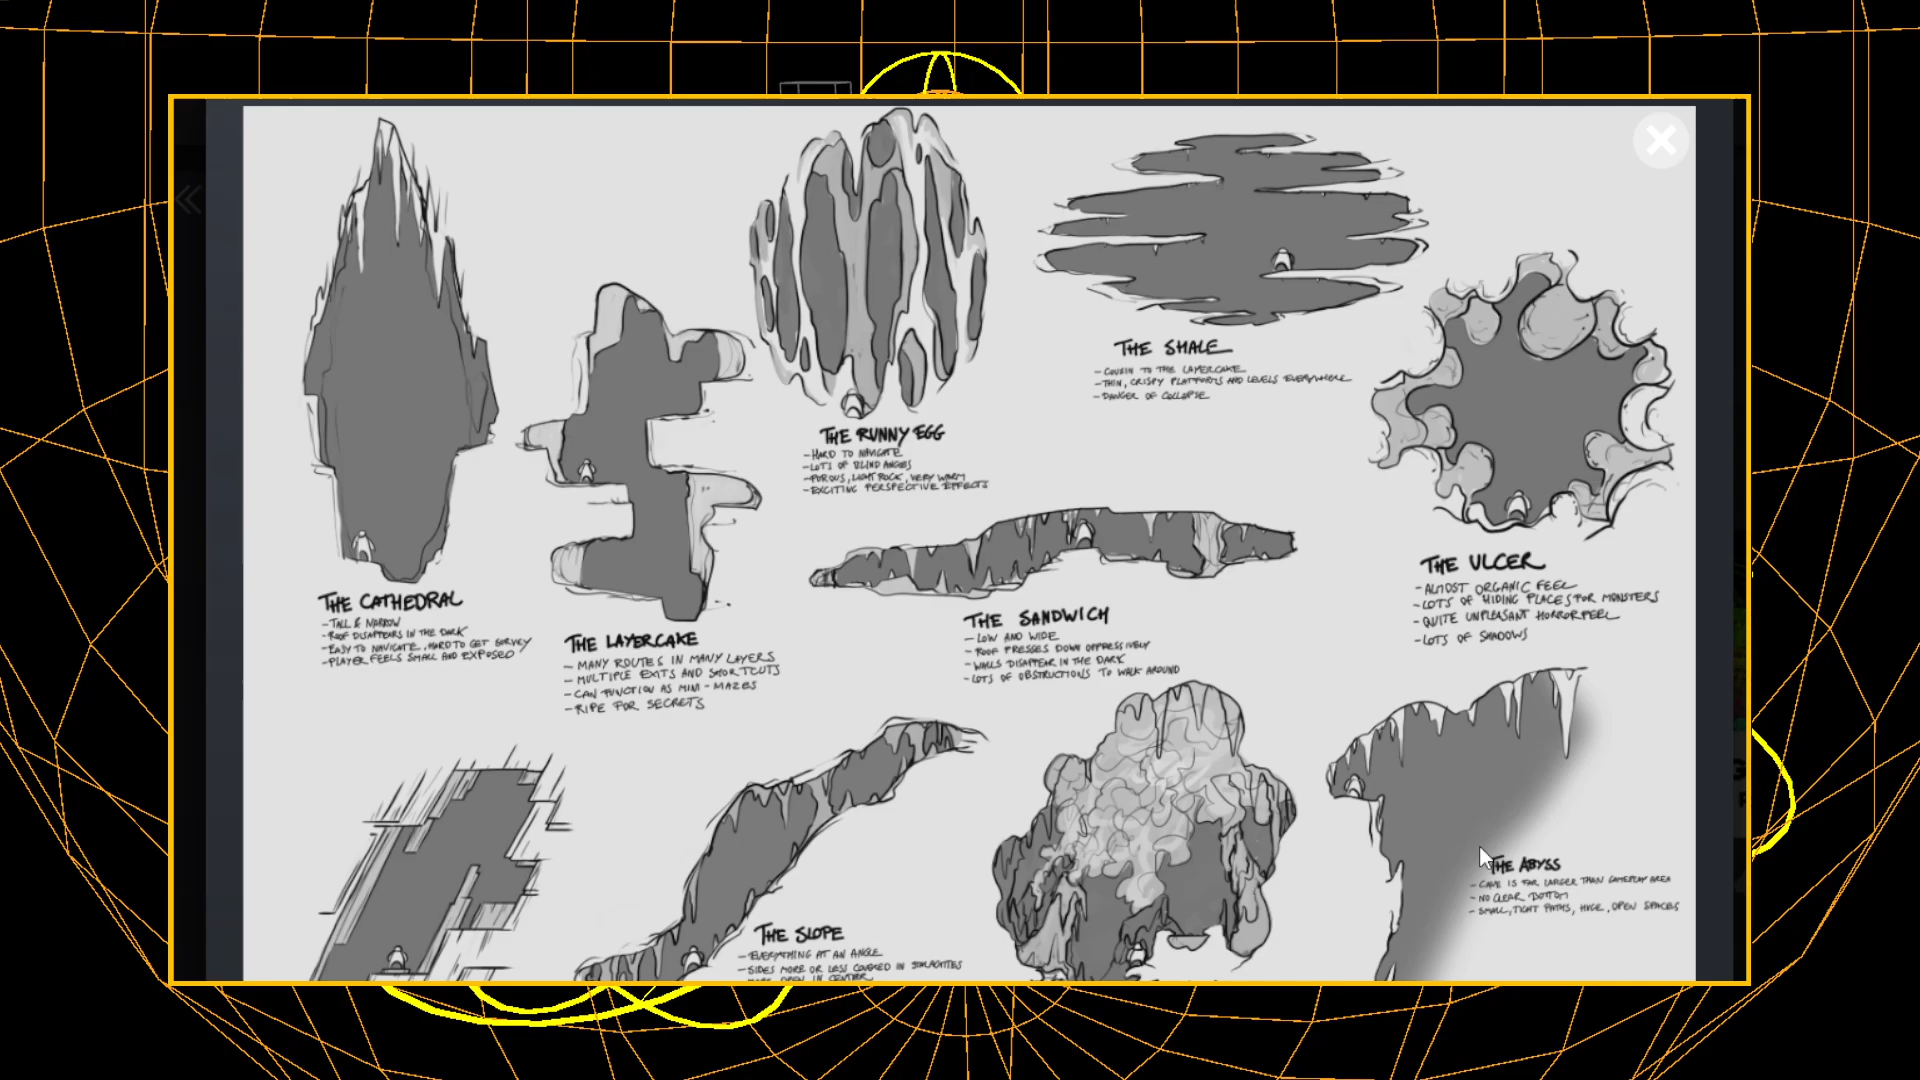 THE CATHEDRAL
- TALL & NARROW
- ROOF DISAPPEARS IN THE DARK
- EASY TO NAVIGATE, HARD TO GET SURVEY
- PLAYER FEELS SMALL AND EXPOSED
THE LAYERCAKE
- MANY ROUTES IN MANY LAYERS
- MULTIPLE EXITS AND SHORTCUTS
- CAN FUNCTION AS MINI-MAZES
- RIPE FOR SECRETS
THE RUNNY EGG
- HARD TO NAVIGATE
- LOTS OF BLIND ANGLES
- POROUS, LIGHT ROCK, VERY WARM
- EXCITING PERSPECTIVE EFFECTS
THE SHALE
- COUSIN TO THE LAYERCAKE
- THIN, CRISPY PLATFORMS AND LEVELS EVERYWHERE
- DANGER OF COLLAPSE
THE SANDWICH
- LOW AND WIDE
- ROOF PRESSES DOWN OPPRESSIVELY
- WALLS DISAPPEAR IN THE DARK
- LOTS OF OBSTRUCTIONS TO WALK AROUND
THE ULCER
- ALMOST ORGANIC FEEL
- LOTS OF HIDING PLACES FOR MONSTERS
- QUITE UNPLEASANT HORROR FEEL
- LOTS OF SHADOWS
THE SLOPE
- EVERYTHING AT AN ANGLE
- SIDES MORE OR LESS COVERED IN STALACTITES
MORE OPEN IN CENTER
THE ABYSS
- CAVE IS FAR LARGER THAN GAMEPLAY AREA
- NO CLEAR BOTTOM
- SMALL, TIGHT PATHS, HUGE, OPEN SPACES